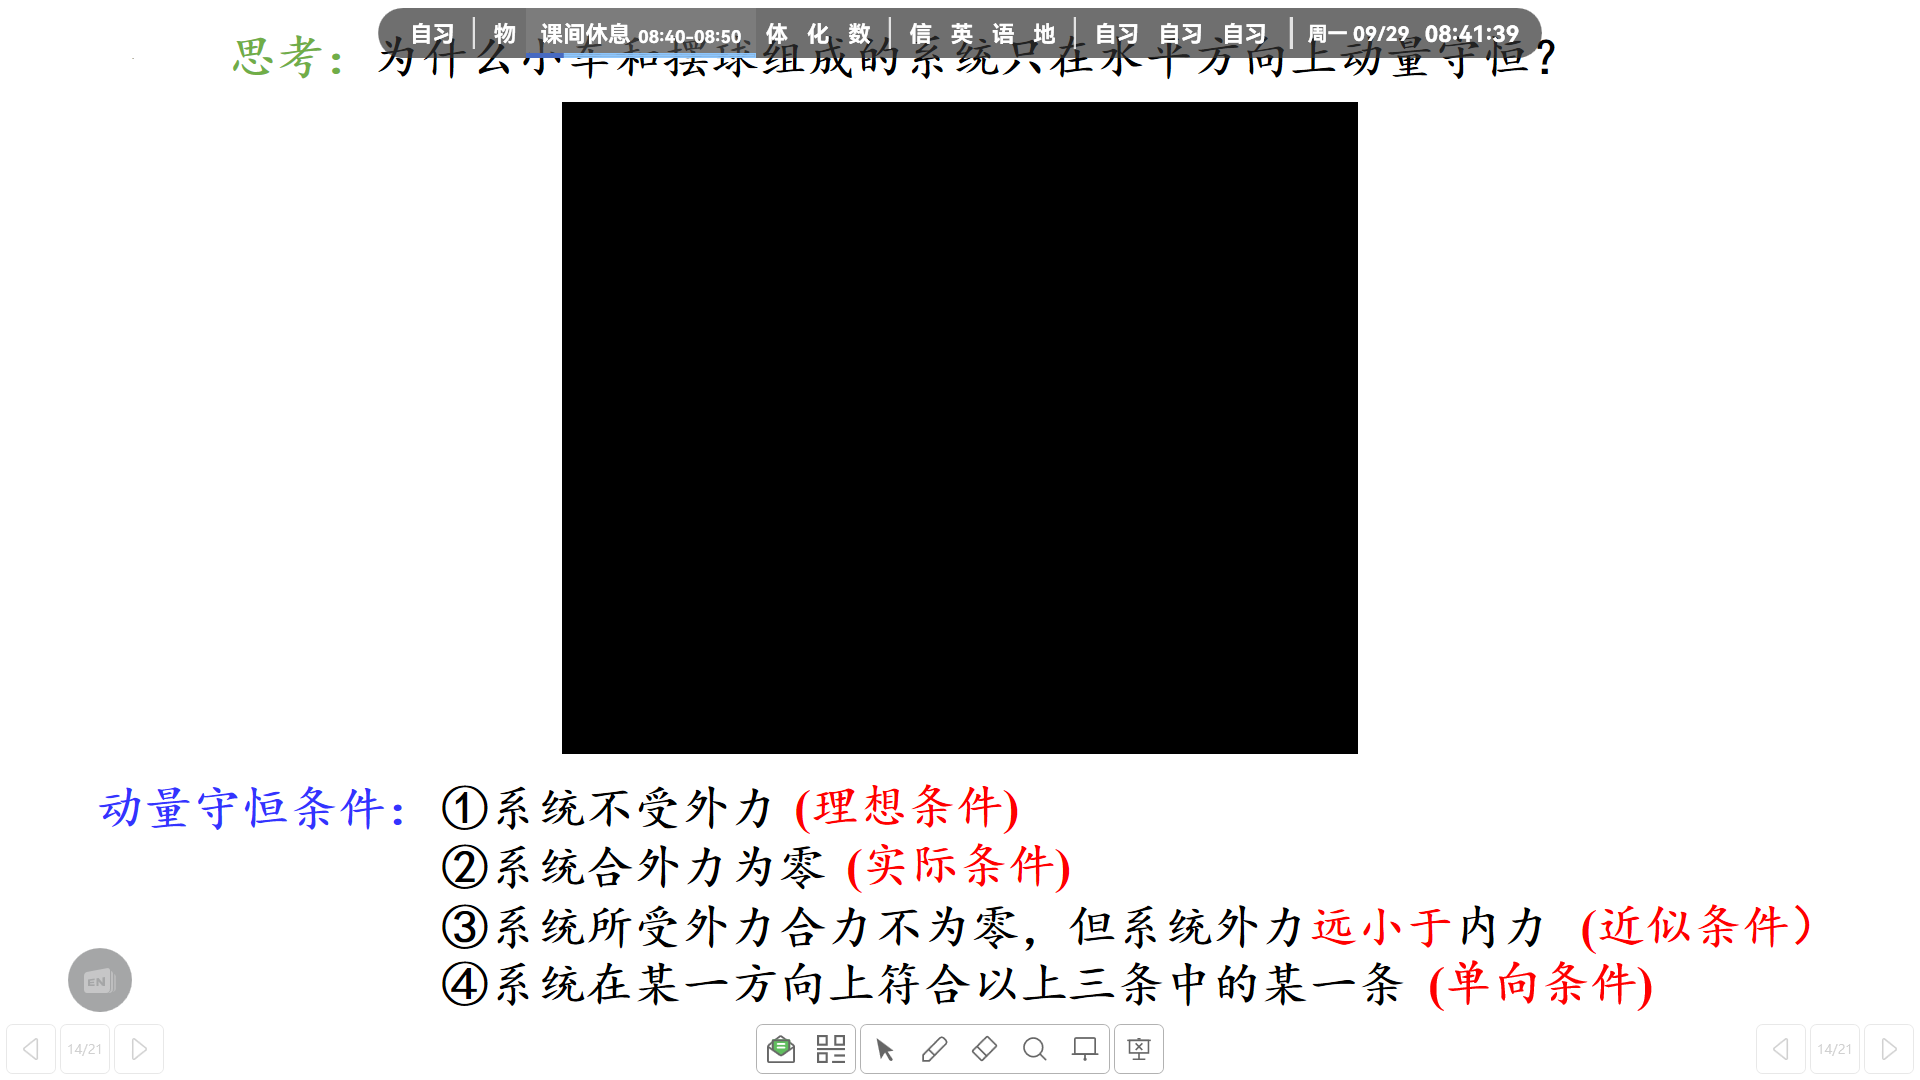 自习 物 课间休息 08:40-08:50 体 化 数 信 英 语 地 自习 自习 自习 周一 09/29 08:41:39
思考：为什么小车和摆球组成的系统只在水平方向上动量守恒？
动量守恒条件：①系统不受外力 (理想条件)
②系统合外力为零 (实际条件)
③系统所受外力合力不为零，但系统外力远小于内力 (近似条件）
④系统在某一方向上符合以上三条中的某一条 (单向条件)
EN
14/21
14/21